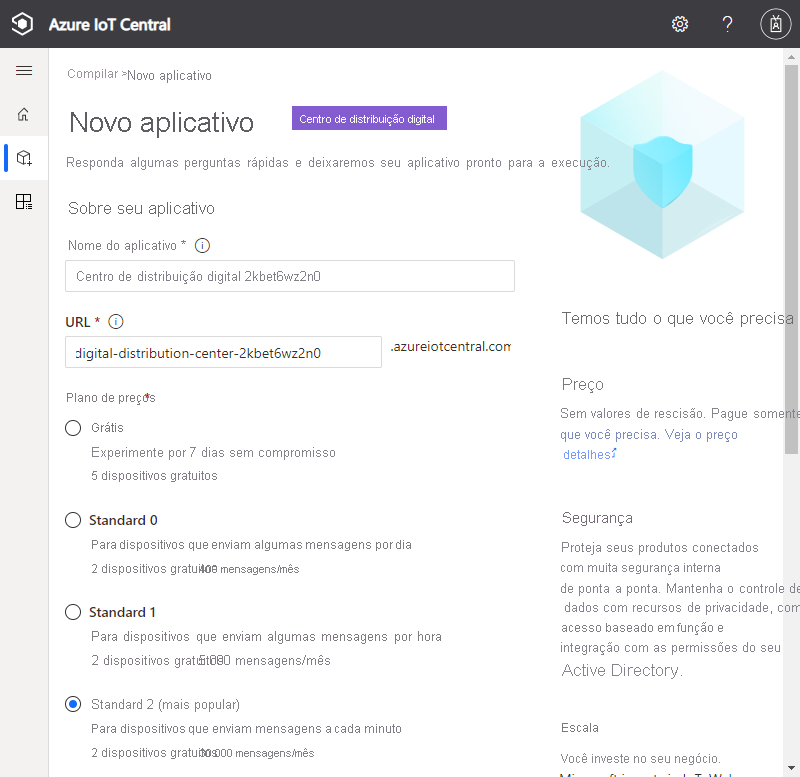 Azure IoT Central
Compilar >Novo aplicativo
Novo aplicativo
Centro de distribuição digital
Responda algumas perguntas rápidas e deixaremos seu aplicativo pronto para a execução.
Sobre seu aplicativo
Nome do aplicativo *
Centro de distribuição digital 2kbet6wz2n0
URL *
digital-distribution-center-2kbet6wz2n0 .azureiotcentral.com
Plano de preços *
Grátis
Experimente por 7 dias sem compromisso
5 dispositivos gratuitos
Standard 0
Para dispositivos que enviam algumas mensagens por dia
2 dispositivos gratuitos 400 mensagens/mês
Standard 1
Para dispositivos que enviam algumas mensagens por hora
2 dispositivos gratuitos 5.000 mensagens/mês
Standard 2 (mais popular)
Para dispositivos que enviam mensagens a cada minuto
2 dispositivos gratuitos 30.000 mensagens/mês
Temos tudo o que você precisa
Preço
Sem valores de rescisão. Pague somente
que você precisa. Veja o preço
detalhes
Segurança
Proteja seus produtos conectados
com muita segurança interna
de ponta a ponta. Mantenha o controle de
dados com recursos de privacidade, com
acesso baseado em função e
integração com as permissões do seu
Active Directory.
Escala
Você investe no seu negócio.